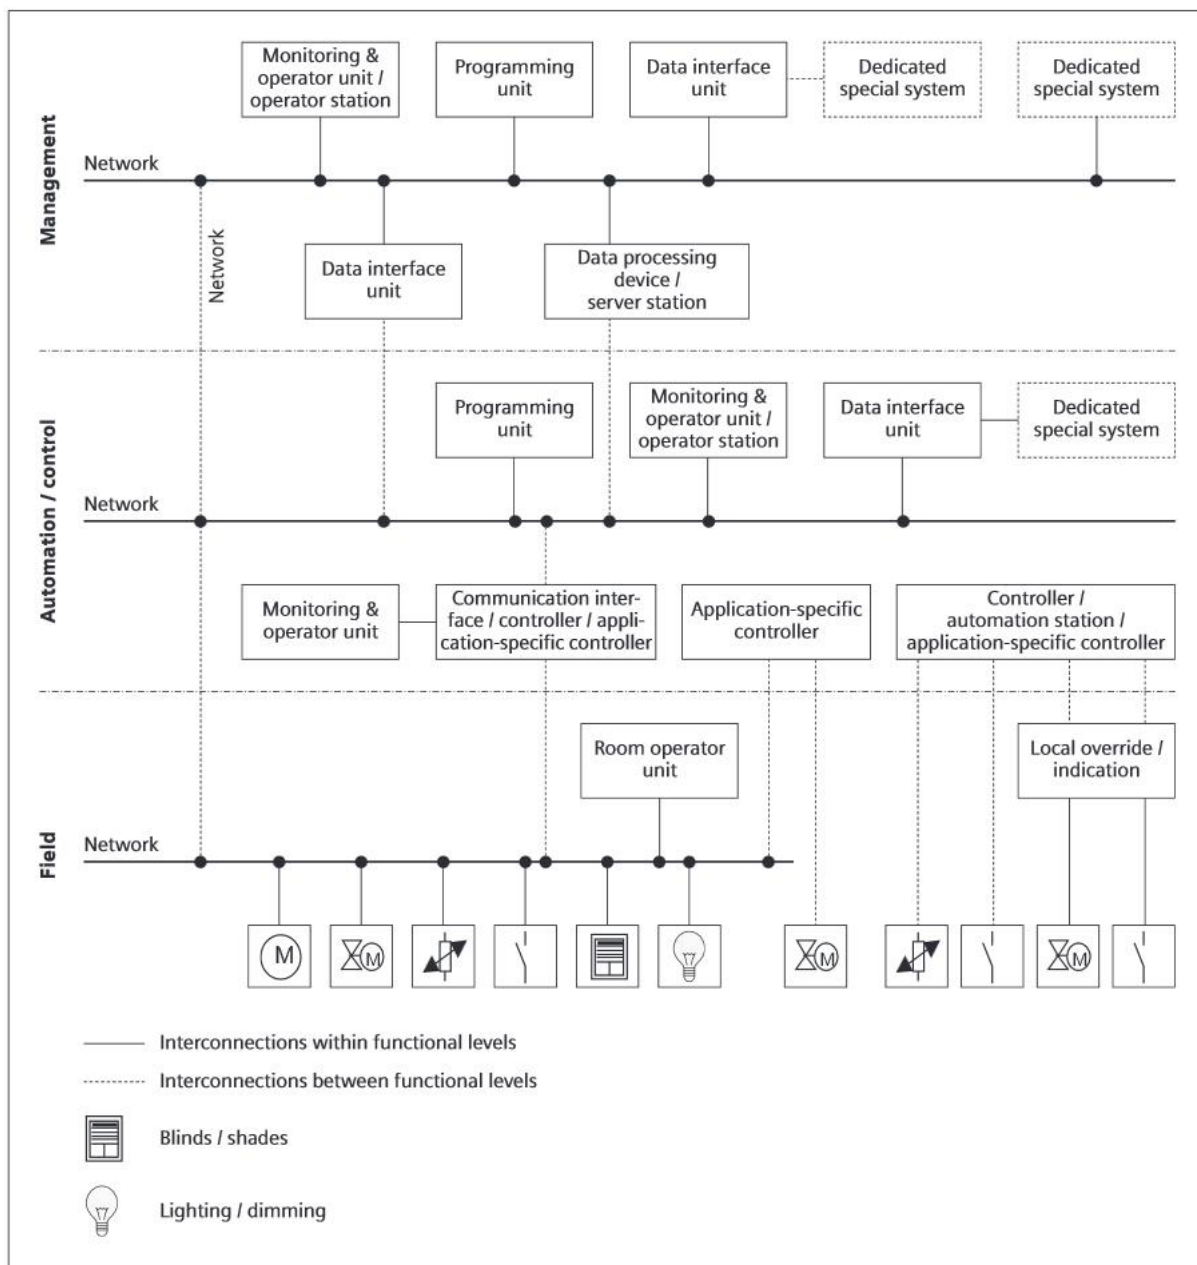 Management
Monitoring &
operator unit /
operator station
Programming
unit
Data interface
unit
Dedicated
special system
Dedicated
special system
Network
Network
Data interface
unit
Data processing
device /
server station
Automation / control
Programming
unit
Monitoring &
operator unit /
operator station
Data interface
unit
Dedicated
special system
Network
Monitoring &
operator unit
Communication inter-
face / controller / appli-
cation-specific controller
Application-specific
controller
Controller /
automation station /
application-specific controller
Field
Room operator
unit
Local override /
indication
Network
M
M
M
M
Interconnections within functional levels
Interconnections between functional levels
Blinds / shades
Lighting / dimming